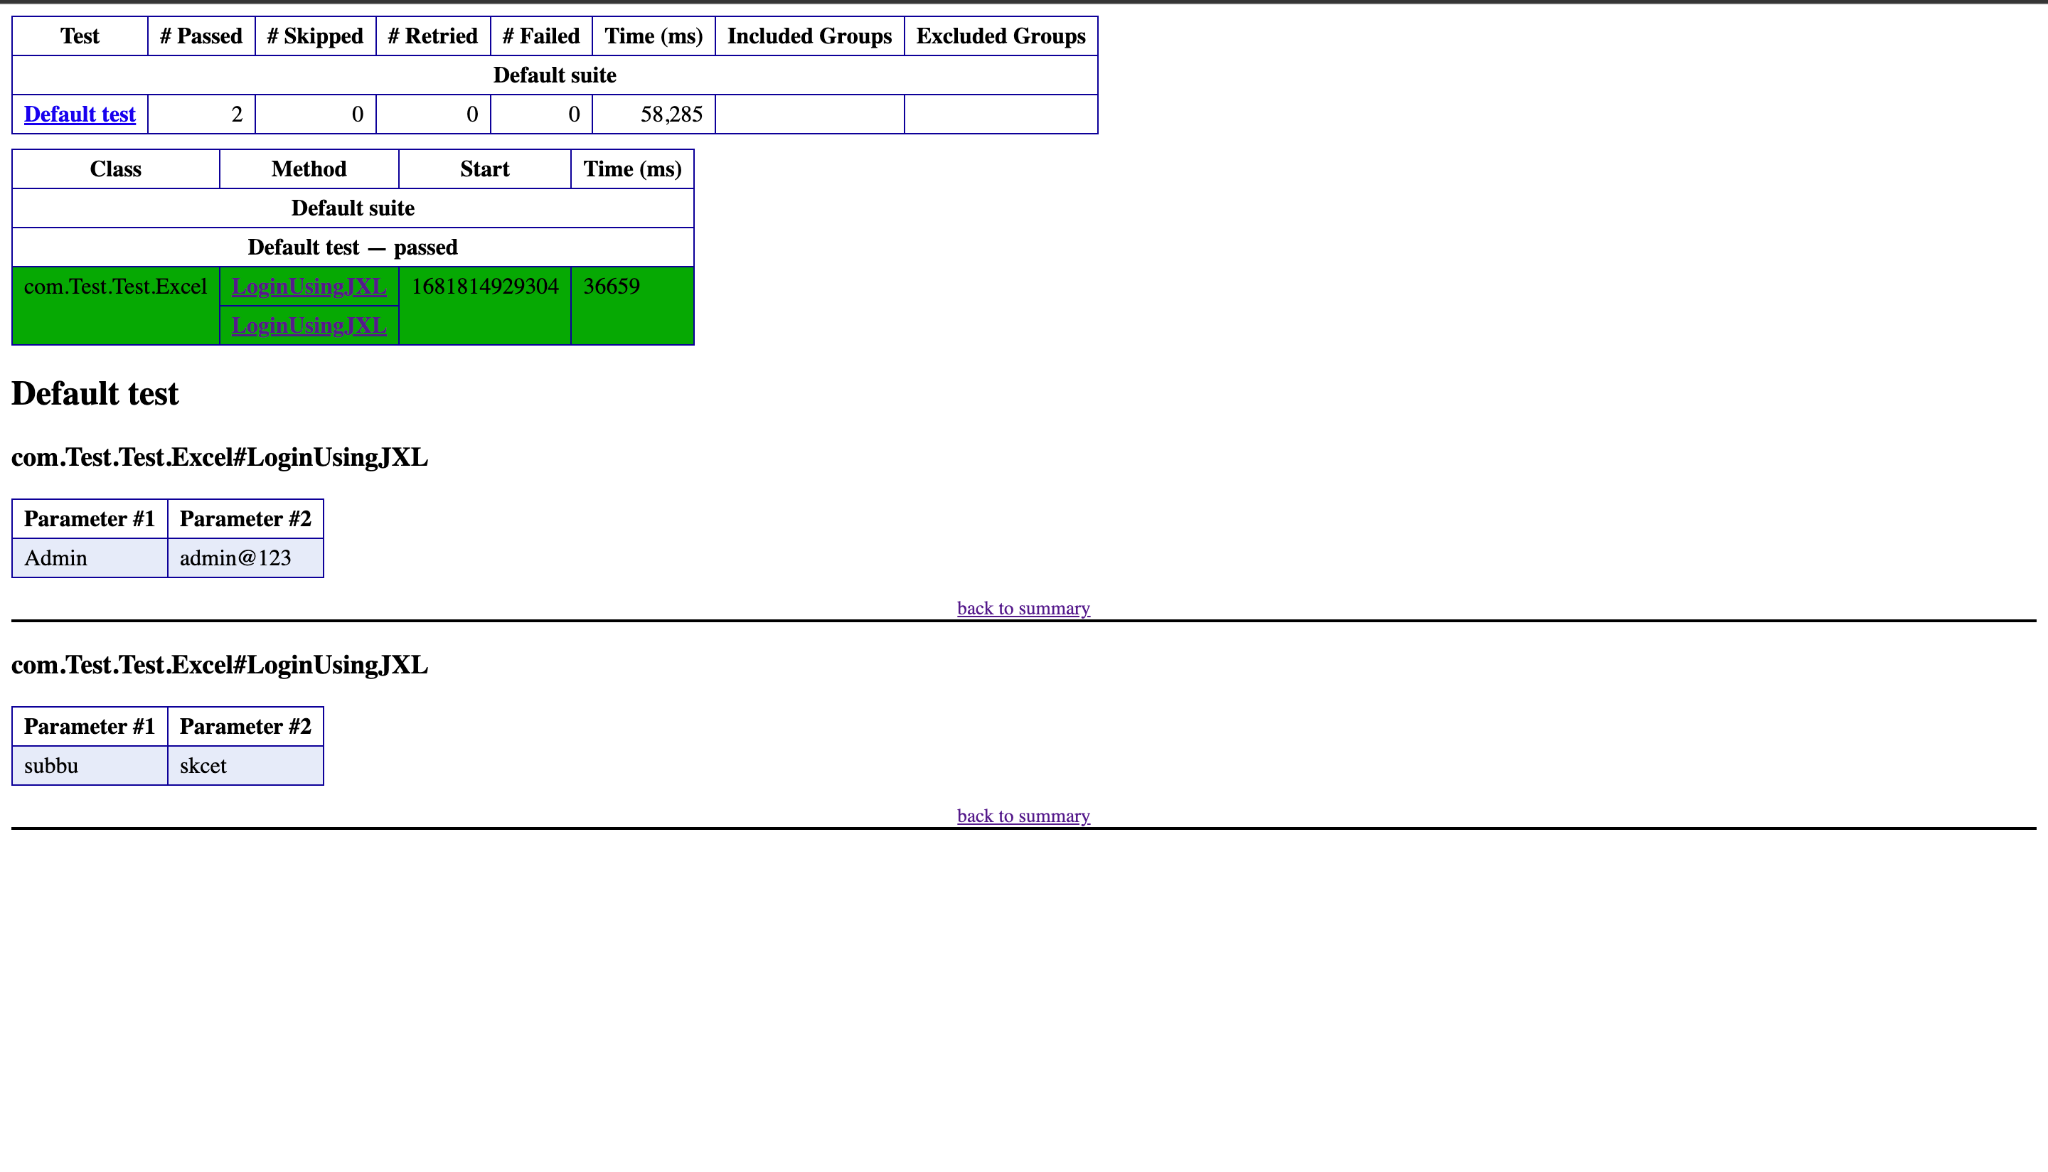 Test # Passed # Skipped # Retried # Failed Time (ms) Included Groups Excluded Groups
Default suite
Default test 2 0 0 0 58,285
Class Method Start Time (ms)
Default suite
Default test — passed
com.Test.Test.Excel LoginUsingJXL 1681814929304 36659
LoginUsingJXL
Default test
com.Test.Test.Excel#LoginUsingJXL
Parameter #1 Parameter #2
Admin admin@123
back to summary
com.Test.Test.Excel#LoginUsingJXL
Parameter #1 Parameter #2
subbu skcet
back to summary